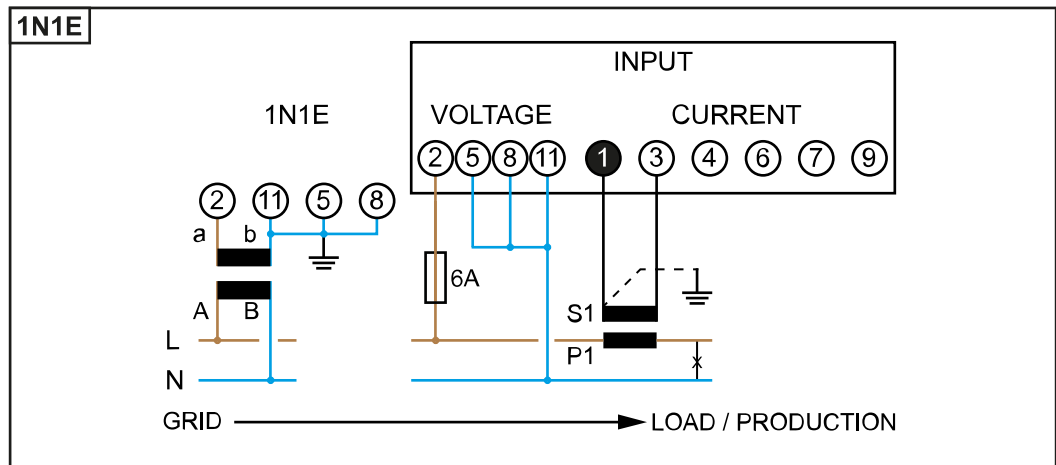 1N1E
INPUT
1N1E VOLTAGE CURRENT
2 5 8 11 1 3 4 6 7 9
2 11 5 8
a b
6A
A B S1
L P1
x
N
GRID LOAD / PRODUCTION